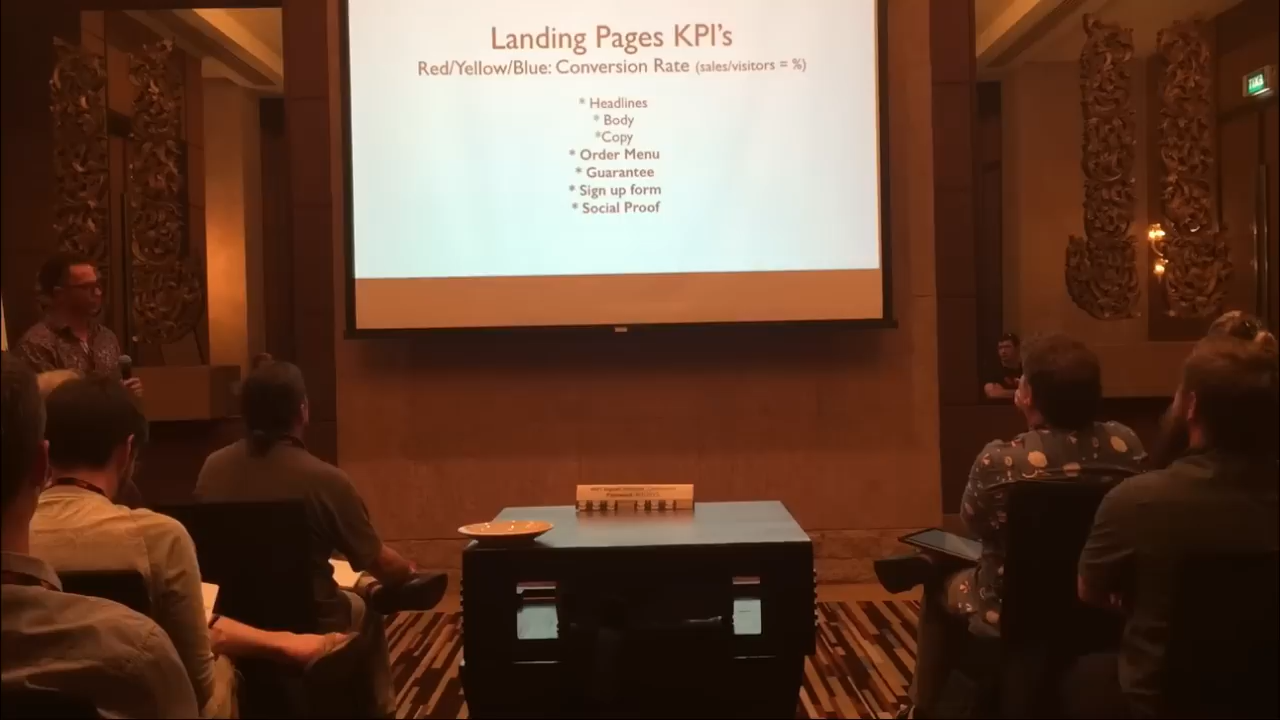 Landing Pages KPI's
Red/Yellow/Blue: Conversion Rate (sales/visitors = %)
* Headlines
* Body
*Copy
* Order Menu
* Guarantee
* Sign up form
* Social Proof